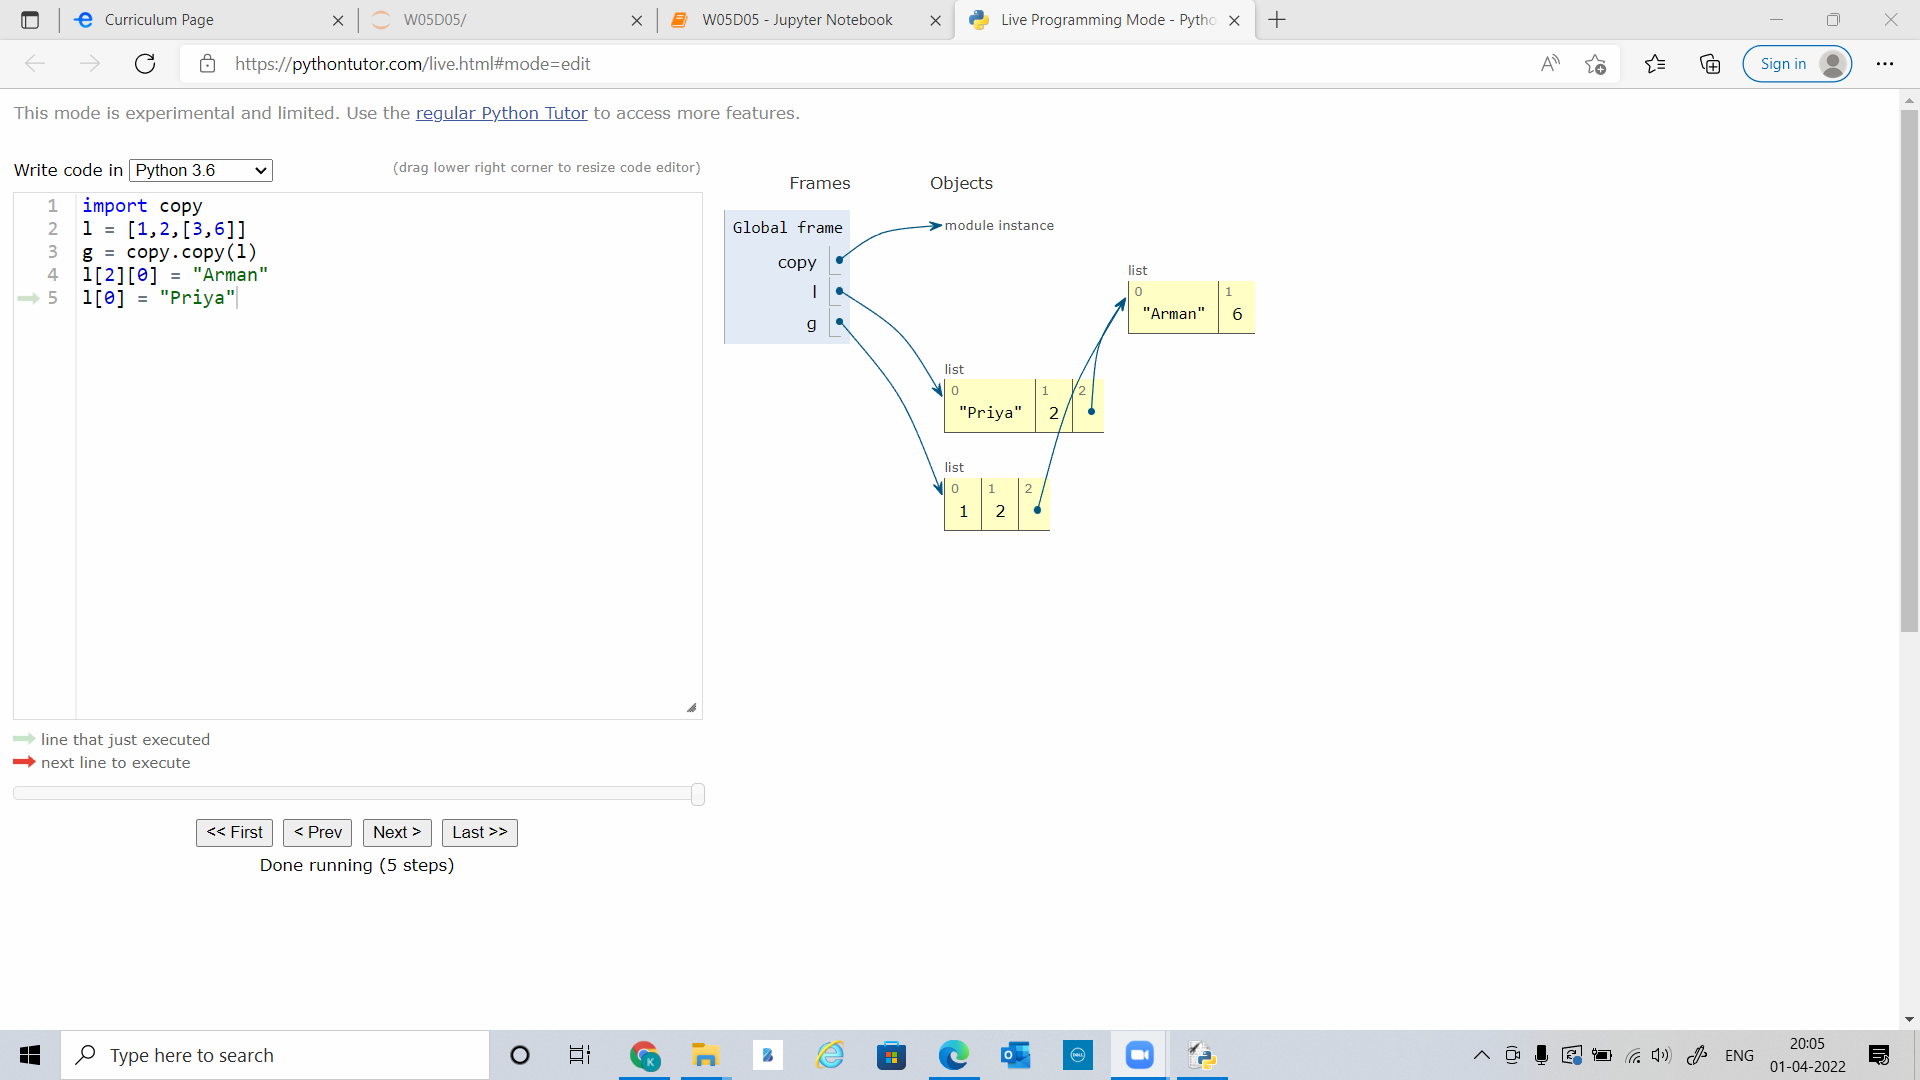 Curriculum Page
W05D05/
W05D05 - Jupyter Notebook
Live Programming Mode - Pytho
https://pythontutor.com/live.html#mode=edit
Sign in
This mode is experimental and limited. Use the regular Python Tutor to access more features.
Write code in Python 3.6
(drag lower right corner to resize code editor)
1 import copy
2 l = [1,2,[3,6]]
3 g = copy.copy(l)
4 l[2][0] = "Arman"
5 l[0] = "Priya"
Frames
Objects
Global frame
copy
l
g
module instance
list
0 1
"Arman" 6
list
0 1 2
"Priya" 2
list
0 1 2
1 2
line that just executed
next line to execute
<< First
< Prev
Next >
Last >>
Done running (5 steps)
Type here to search
K
DELL
ENG
20:05
01-04-2022